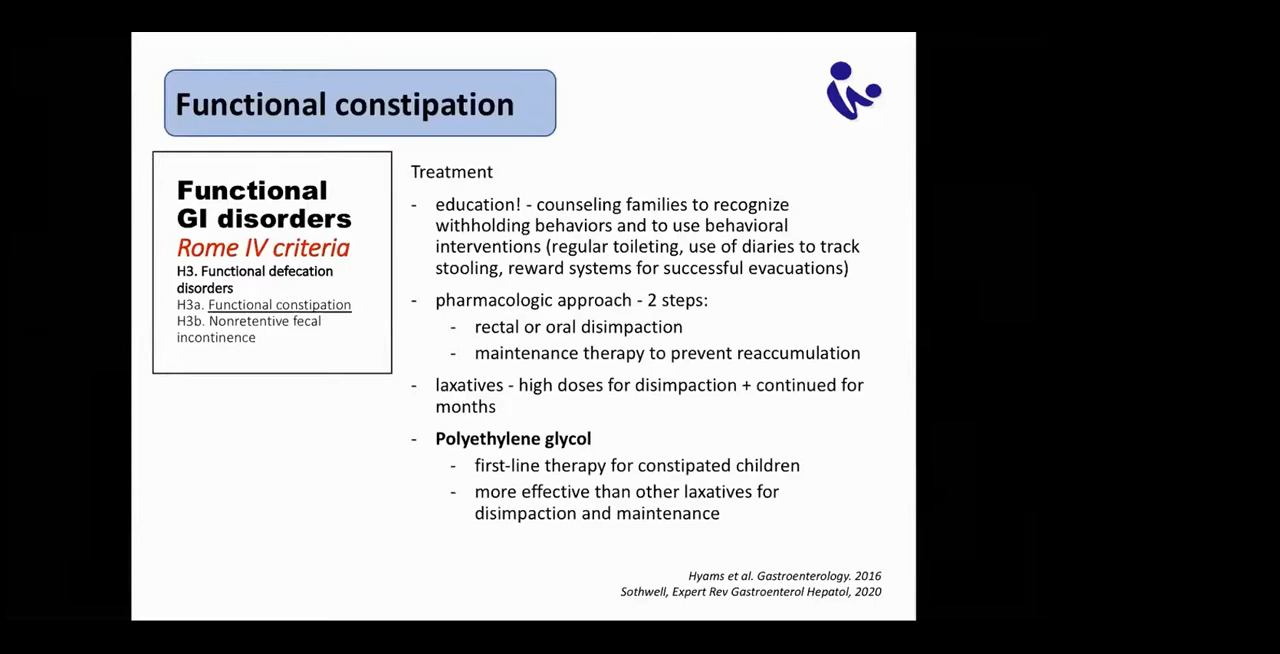 Functional constipation
Functional
GI disorders
Rome IV criteria
H3. Functional defecation
disorders
H3a. Functional constipation
H3b. Nonretentive fecal
incontinence
Treatment
- education! - counseling families to recognize
withholding behaviors and to use behavioral
interventions (regular toileting, use of diaries to track
stooling, reward systems for successful evacuations)
- pharmacologic approach - 2 steps:
- rectal or oral disimpaction
- maintenance therapy to prevent reaccumulation
- laxatives - high doses for disimpaction + continued for
months
- Polyethylene glycol
- first-line therapy for constipated children
- more effective than other laxatives for
disimpaction and maintenance
Hyams et al. Gastroenterology. 2016
Sothwell, Expert Rev Gastroenterol Hepatol, 2020